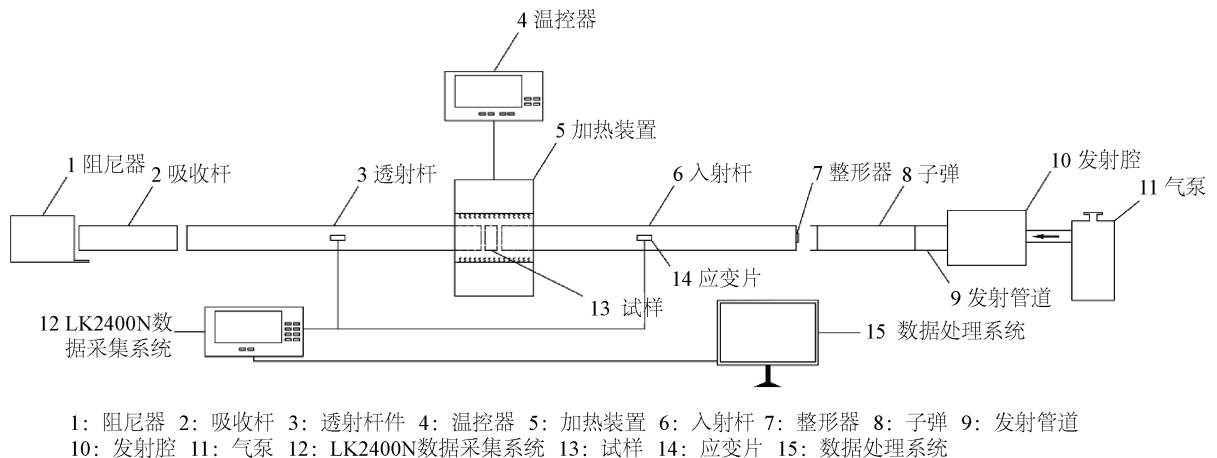 4 温控器
5 加热装置
1 阻尼器
2 吸收杆
3 透射杆
6 入射杆
7 整形器
8 子弹
10 发射腔
11 气泵
14 应变片
13 试样
9 发射管道
12 LK2400N数
据采集系统
15 数据处理系统
1：阻尼器 2：吸收杆 3：透射杆件 4：温控器 5：加热装置 6：入射杆 7：整形器 8：子弹 9：发射管道
10：发射腔 11：气泵 12：LK2400N数据采集系统 13：试样 14：应变片 15：数据处理系统